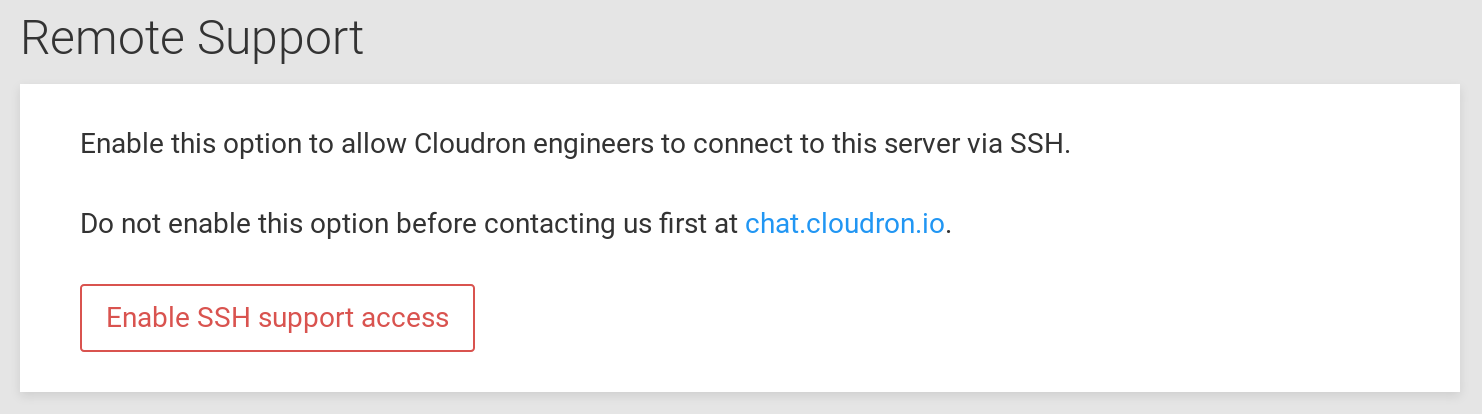 Remote Support
Enable this option to allow Cloudron engineers to connect to this server via SSH.
Do not enable this option before contacting us first at chat.cloudron.io.
Enable SSH support access